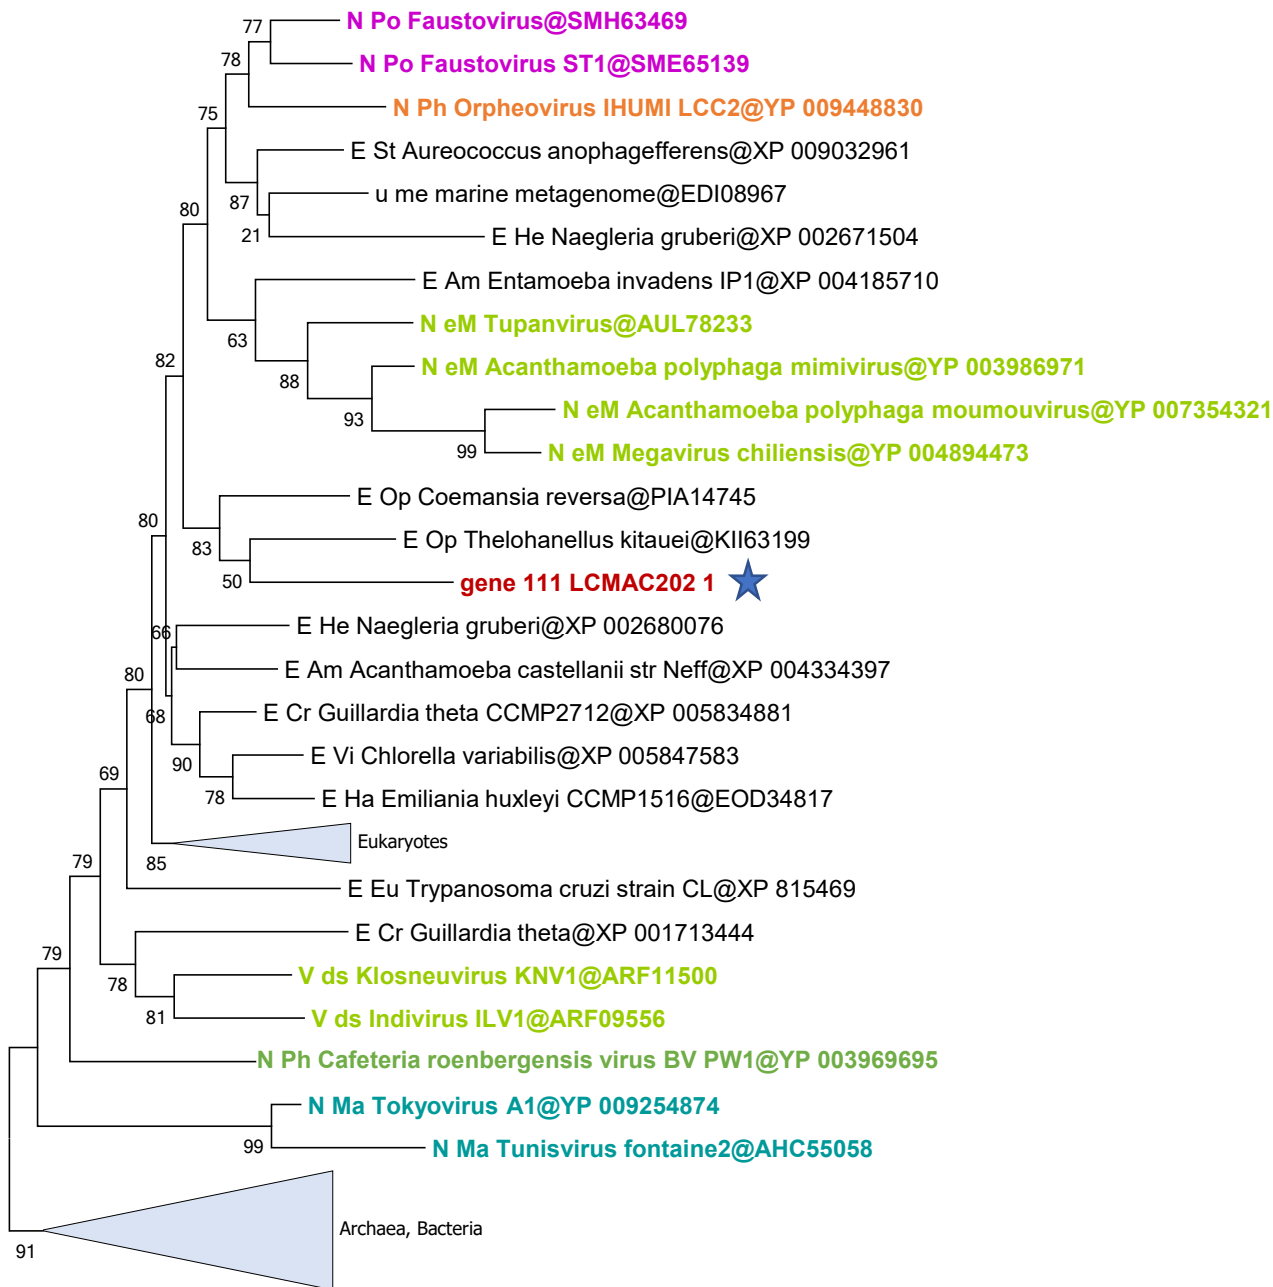 77
N Po Faustovirus@SMH63469
78
N Po Faustovirus ST1@SME65139
75
N Ph Orpheovirus IHUMI LCC2@YP 009448830
E St Aureococcus anophagefferens@XP 009032961
87
u me marine metagenome@EDI08967
80
21
E He Naegleria gruberi@XP 002671504
E Am Entamoeba invadens IP1@XP 004185710
63
N eM Tupanvirus@AUL78233
82
88
N eM Acanthamoeba polyphaga mimivirus@YP 003986971
93
N eM Acanthamoeba polyphaga moumouvirus@YP 007354321
99
N eM Megavirus chiliensis@YP 004894473
E Op Coemansia reversa@PIA14745
80
83
E Op Thelohanellus kitauei@KII63199
50
gene 111 LCMAC202 1
66
E He Naegleria gruberi@XP 002680076
80
E Am Acanthamoeba castellanii str Neff@XP 004334397
68
E Cr Guillardia theta CCMP2712@XP 005834881
90
E Vi Chlorella variabilis@XP 005847583
69
78
E Ha Emiliania huxleyi CCMP1516@EOD34817
85
Eukaryotes
79
E Eu Trypanosoma cruzi strain CL@XP 815469
E Cr Guillardia theta@XP 001713444
79
78
V ds Klosneuvirus KNV1@ARF11500
81
V ds Indivirus ILV1@ARF09556
N Ph Cafeteria roenbergensis virus BV PW1@YP 003969695
N Ma Tokyovirus A1@YP 009254874
99
N Ma Tunisvirus fontaine2@AHC55058
Archaea, Bacteria
91